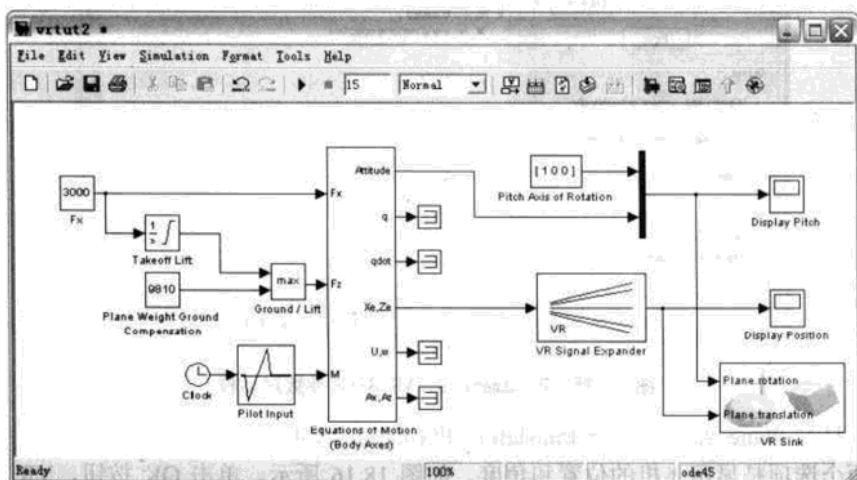 vrtut2 *
File Edit View Simulation Format Tools Help
15
Normal
3000
Fx
1
s
Takeoff Lift
9810
Plane Weight Ground
Compensation
max
Ground / Lift
Clock
Pilot Input
Fx
Fz
M
Attitude
q
qdot
Xe,Ze
U,w
Ax,Az
Equations of Motion
(Body Axes)
[1 0 0]
Pitch Axis of Rotation
VR
VR Signal Expander
Display Pitch
Display Position
Plane.rotation
Plane.translation
VR Sink
Ready
100%
ode45